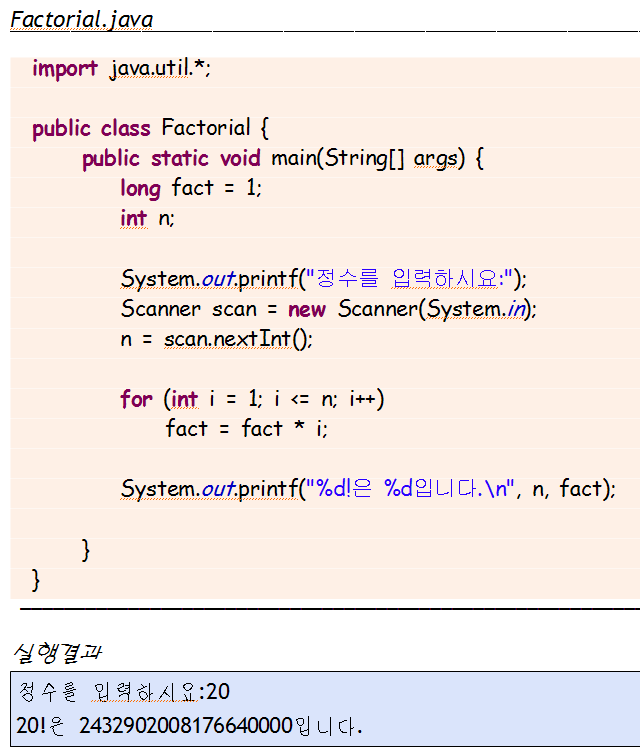 Factorial.java
import java.util.*;
public class Factorial {
public static void main(String[] args) {
long fact = 1;
int n;
System.out.printf("정수를 입력하시요:");
Scanner scan = new Scanner(System.in);
n = scan.nextInt();
for (int i = 1; i <= n; i++)
fact = fact * i;
System.out.printf("%d!은 %d입니다.\n", n, fact);
}
}
실행결과
정수를 입력하시요:20
20!은 2432902008176640000입니다.